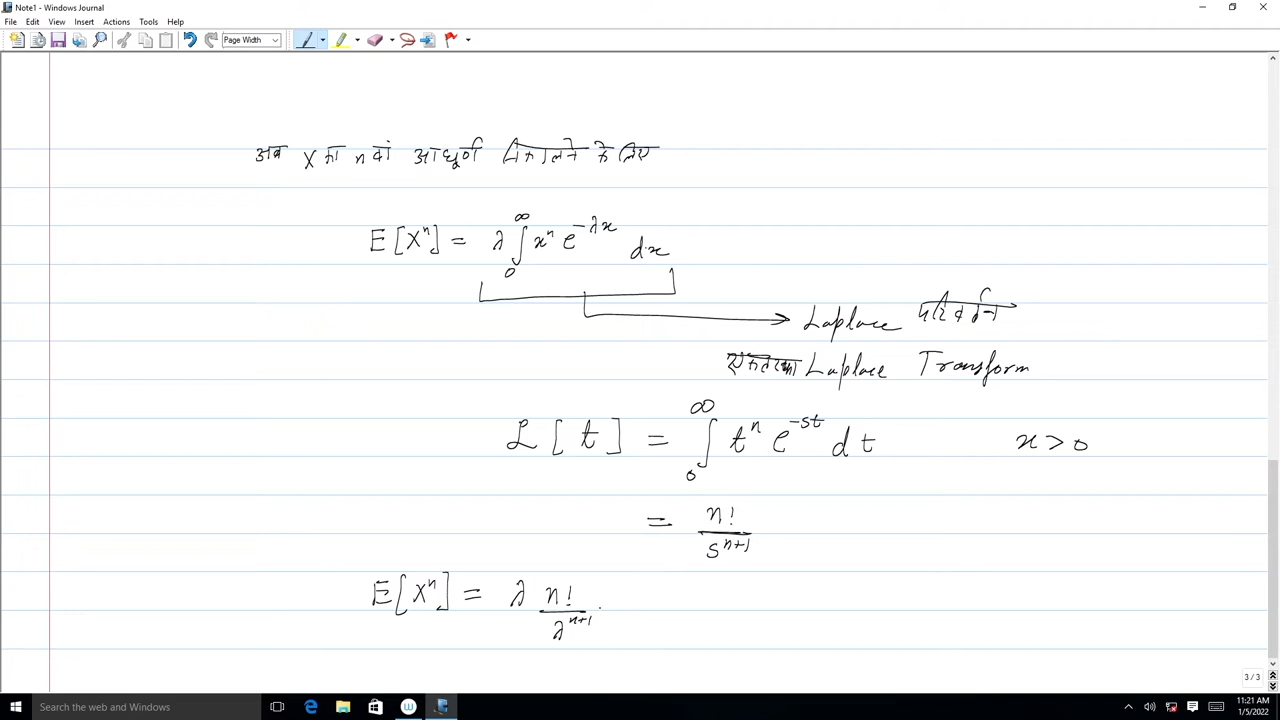 Note1 - Windows Journal
File Edit View Insert Actions Tools Help
Page Width
अब X का n वां आघूर्ण निकालने के लिए
E[Xⁿ] = λ ∫₀^∞ xⁿ e^{-λx} dx
Laplace परिवर्तन
Laplace Transform
ℒ[t] = ∫₀^∞ tⁿ e^{-st} dt x > 0
= n!/s^{n+1}
E[Xⁿ] = λ n!/λ^{n+1}
3 / 3
Search the web and Windows
11:21 AM
1/5/2022